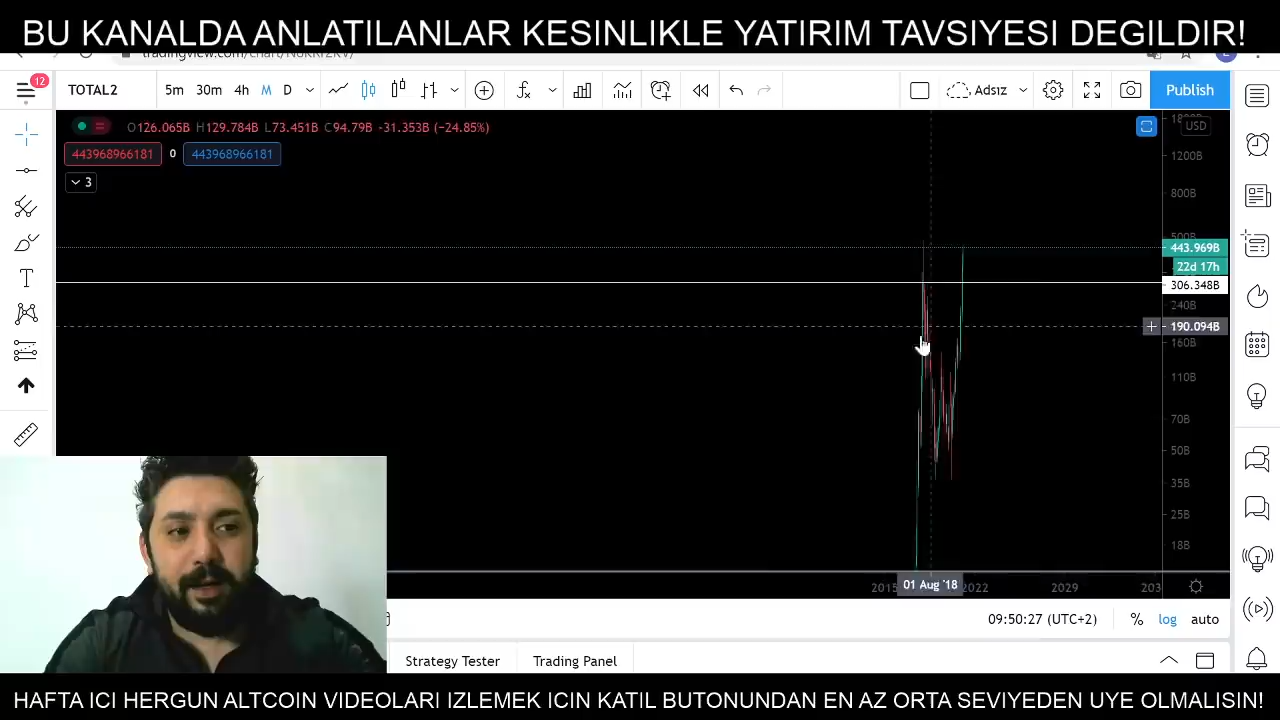 BU KANALDA ANLATILANLAR KESINLIKLE YATIRIM TAVSIYESI DEGILDIR!
12
TOTAL2 5m 30m 4h M D Adsız Publish
O126.065B H129.784B L73.451B C94.79B -31.353B (-24.85%)
USD
443968966181 0 443968966181
3
1200B
800B
443.969B
22d 17h
306.348B
240B
190.094B
160B
110B
70B
50B
35B
25B
18B
2015 01 Aug '18 2022 2029
09:50:27 (UTC+2) % log auto
Strategy Tester Trading Panel
HAFTA ICI HERGUN ALTCOIN VIDEOLARI IZLEMEK ICIN KATIL BUTONUNDAN EN AZ ORTA SEVIYEDEN UYE OLMALISIN!